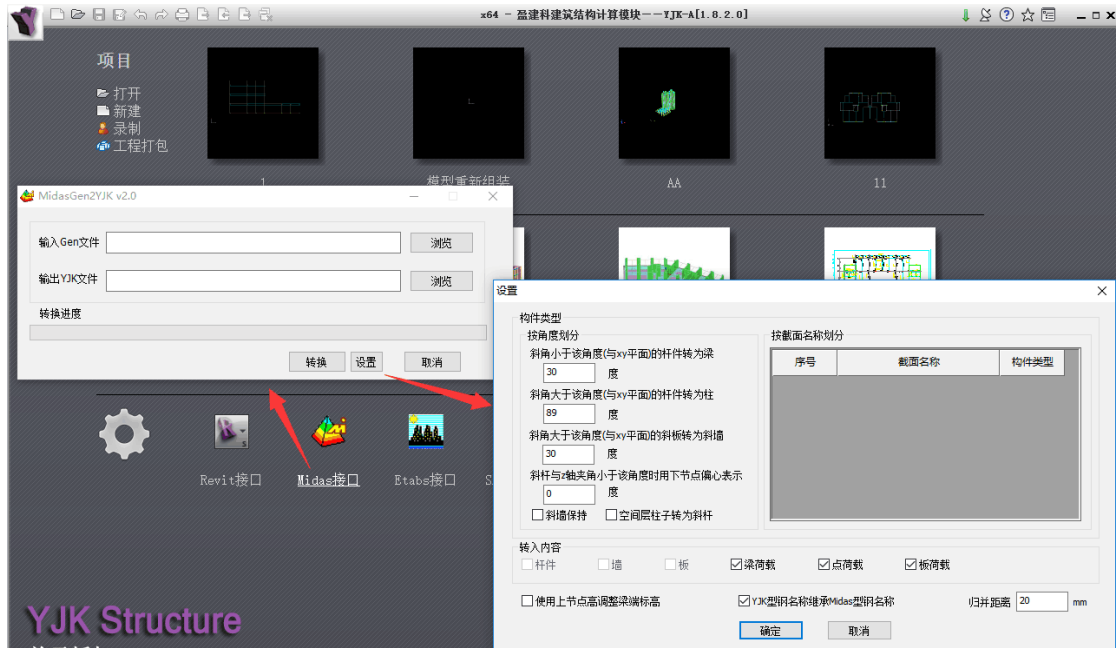 x64 - 盈建科建筑结构计算模块——YJK-A[1.8.2.0]
项目
打开
新建
录制
工程打包
1
模型重新组装
AA
11
MidasGen2YJK v2.0
输入Gen文件
浏览
输出YJK文件
浏览
转换进度
转换
设置
取消
Revit接口
Midas接口
Etabs接口
YJK Structure
设置
构件类型
按角度划分
斜角小于该角度(与xy平面)的杆件转为梁
30 度
斜角大于该角度(与xy平面)的杆件转为柱
89 度
斜角大于该角度(与xy平面)的斜板转为斜墙
30 度
斜杆与z轴夹角小于该角度时用下节点偏心表示
0 度
斜墙保持 空间层柱子转为斜杆
按截面名称划分
序号 截面名称 构件类型
转入内容
杆件 墙 板 梁荷载 点荷载 板荷载
使用上节点高调整梁端标高 YJK型钢名称继承Midas型钢名称 归并距离 20 mm
确定 取消